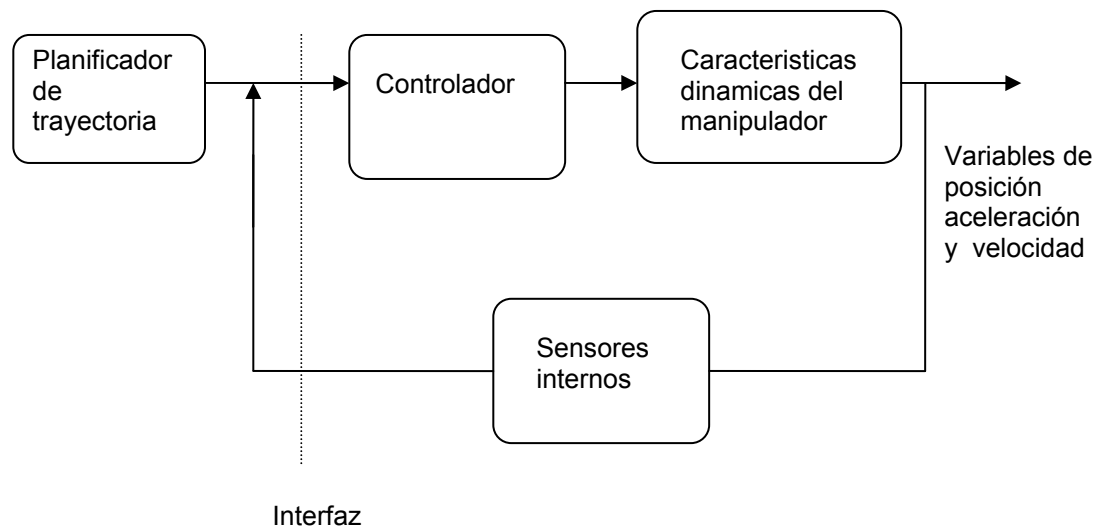 Planificador
de
trayectoria
Controlador
Caracteristicas
dinamicas del
manipulador
Variables de
posición
aceleración
y velocidad
Sensores
internos
Interfaz